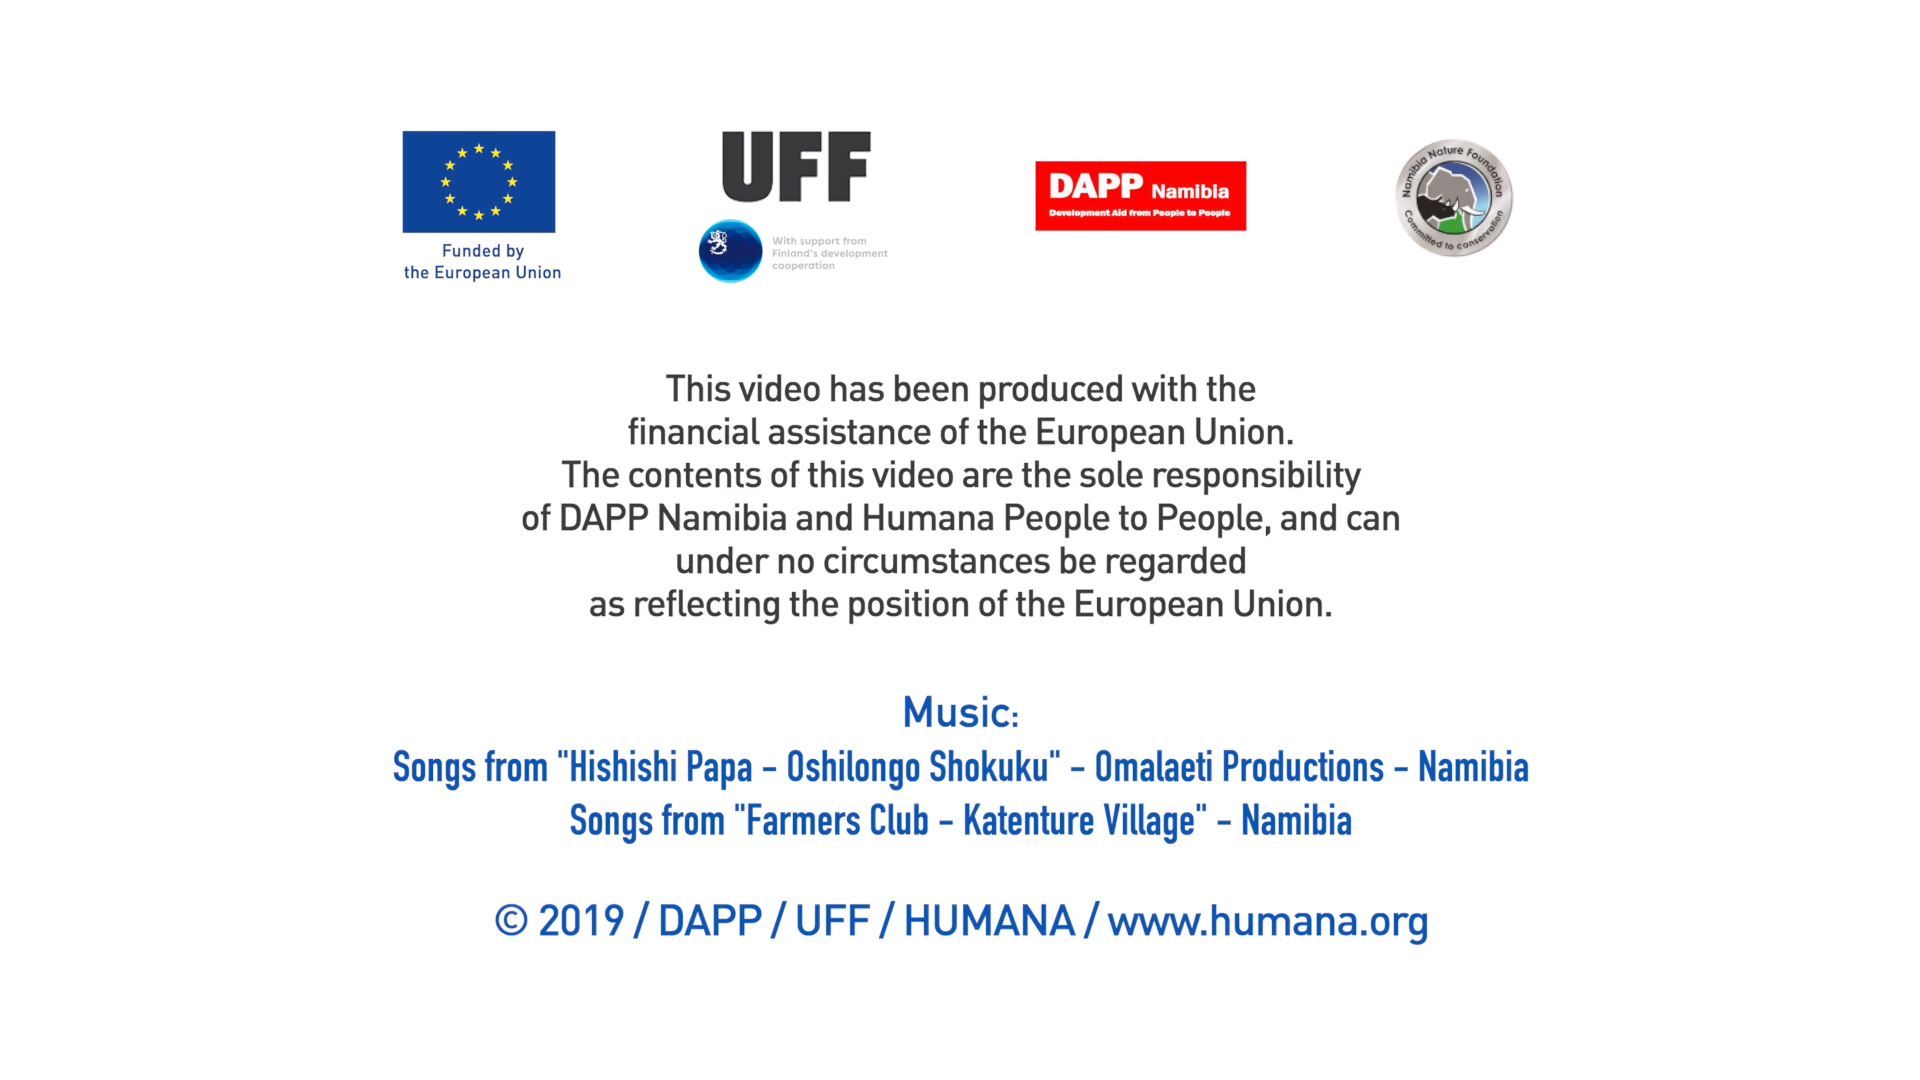 Funded by
the European Union
UFF
With support from
Finland's development
cooperation
DAPP Namibia
Development Aid from People to People
Namibia Nature Foundation
Committed to conservation
This video has been produced with the
financial assistance of the European Union.
The contents of this video are the sole responsibility
of DAPP Namibia and Humana People to People, and can
under no circumstances be regarded
as reflecting the position of the European Union.
Music:
Songs from "Hishishi Papa - Oshilongo Shokuku" - Omalaeti Productions - Namibia
Songs from "Farmers Club - Katenture Village" - Namibia
© 2019 / DAPP / UFF / HUMANA / www.humana.org